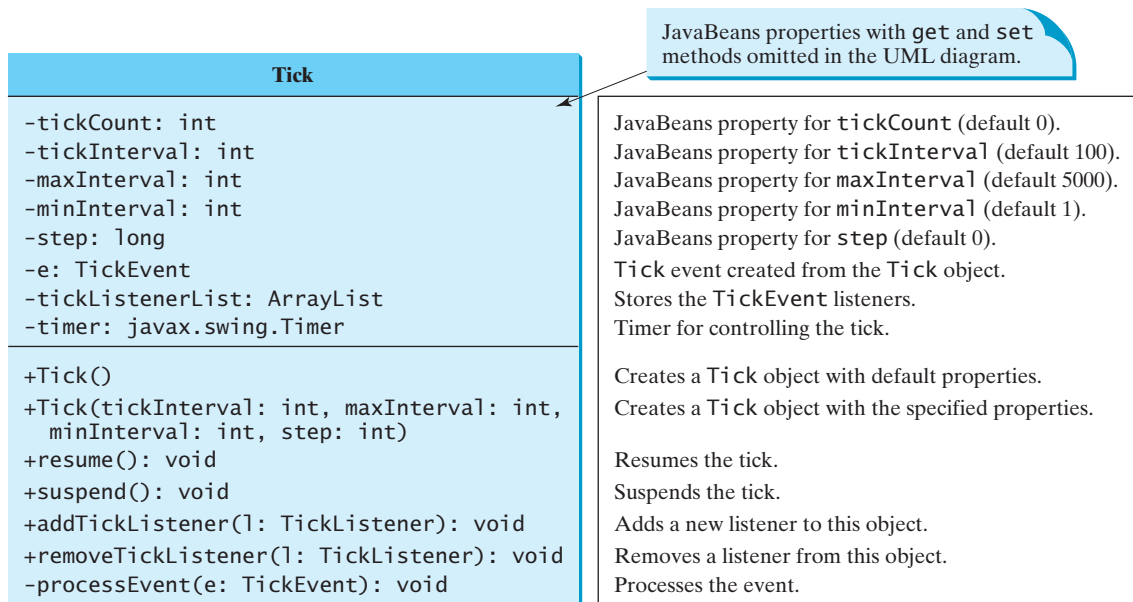 JavaBeans properties with get and set
methods omitted in the UML diagram.
Tick
-tickCount: int
JavaBeans property for tickCount (default 0).
-tickInterval: int
JavaBeans property for tickInterval (default 100).
-maxInterval: int
JavaBeans property for maxInterval (default 5000).
-minInterval: int
JavaBeans property for minInterval (default 1).
-step: long
JavaBeans property for step (default 0).
-e: TickEvent
Tick event created from the Tick object.
-tickListenerList: ArrayList
Stores the TickEvent listeners.
-timer: javax.swing.Timer
Timer for controlling the tick.
+Tick()
Creates a Tick object with default properties.
+Tick(tickInterval: int, maxInterval: int,
minInterval: int, step: int)
Creates a Tick object with the specified properties.
+resume(): void
Resumes the tick.
+suspend(): void
Suspends the tick.
+addTickListener(l: TickListener): void
Adds a new listener to this object.
+removeTickListener(l: TickListener): void
Removes a listener from this object.
-processEvent(e: TickEvent): void
Processes the event.